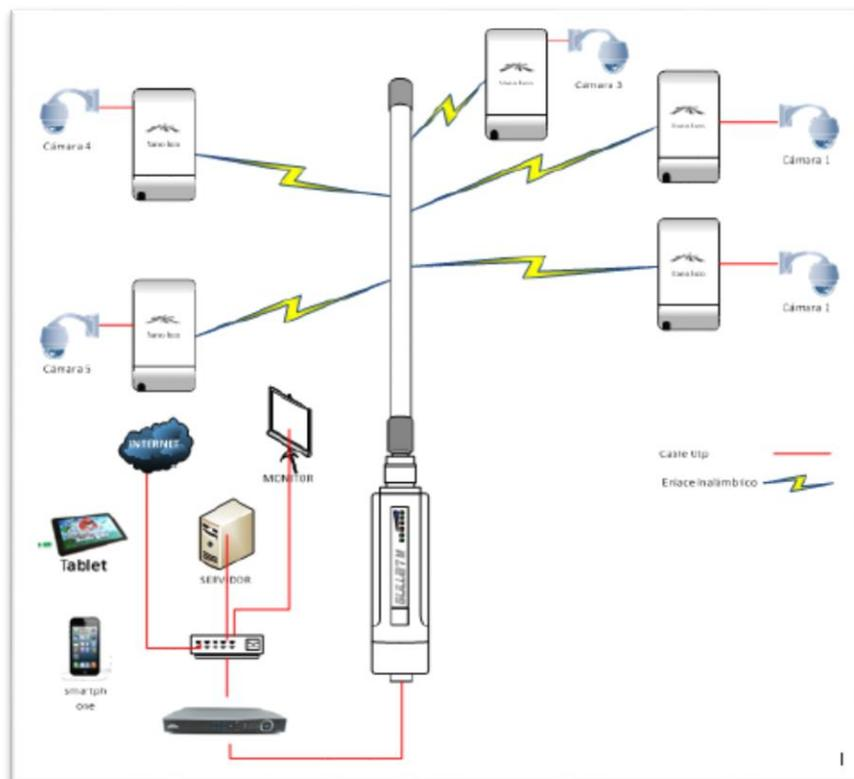 Cámara 3
Cámara 4
Cámara 1
Cámara 1
Cámara 5
INTERNET
MONITOR
Cable Utp
Enlace Inalámbrico
BULLET M
Tablet
SERVIDOR
smartph
one